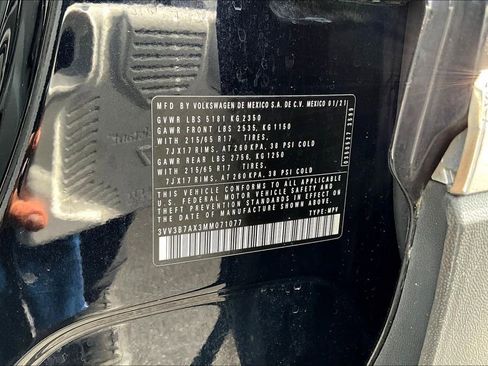 MFD. BY VOLKSWAGEN DE MEXICO S.A. DE C.V. MEXICO 01/21
GVWR LBS 5181 KG 2350
GAWR FRONT LBS 2535, KG 1150
WITH 215/65 R17 TIRES,
7JX17 RIMS, AT 260 KPA, 38 PSI COLD
GAWR REAR LBS 2756, KG 1250
WITH 215/65 R17 TIRES,
7JX17 RIMS, AT 260 KPA, 38 PSI COLD
THIS VEHICLE CONFORMS TO ALL APPLICABLE
U.S. FEDERAL MOTOR VEHICLE SAFETY AND
THEFT PREVENTION STANDARDS IN EFFECT ON
THE DATE OF MANUFACTURE SHOWN ABOVE.
3VV3B7AX3MM071077
TYPE: MPV